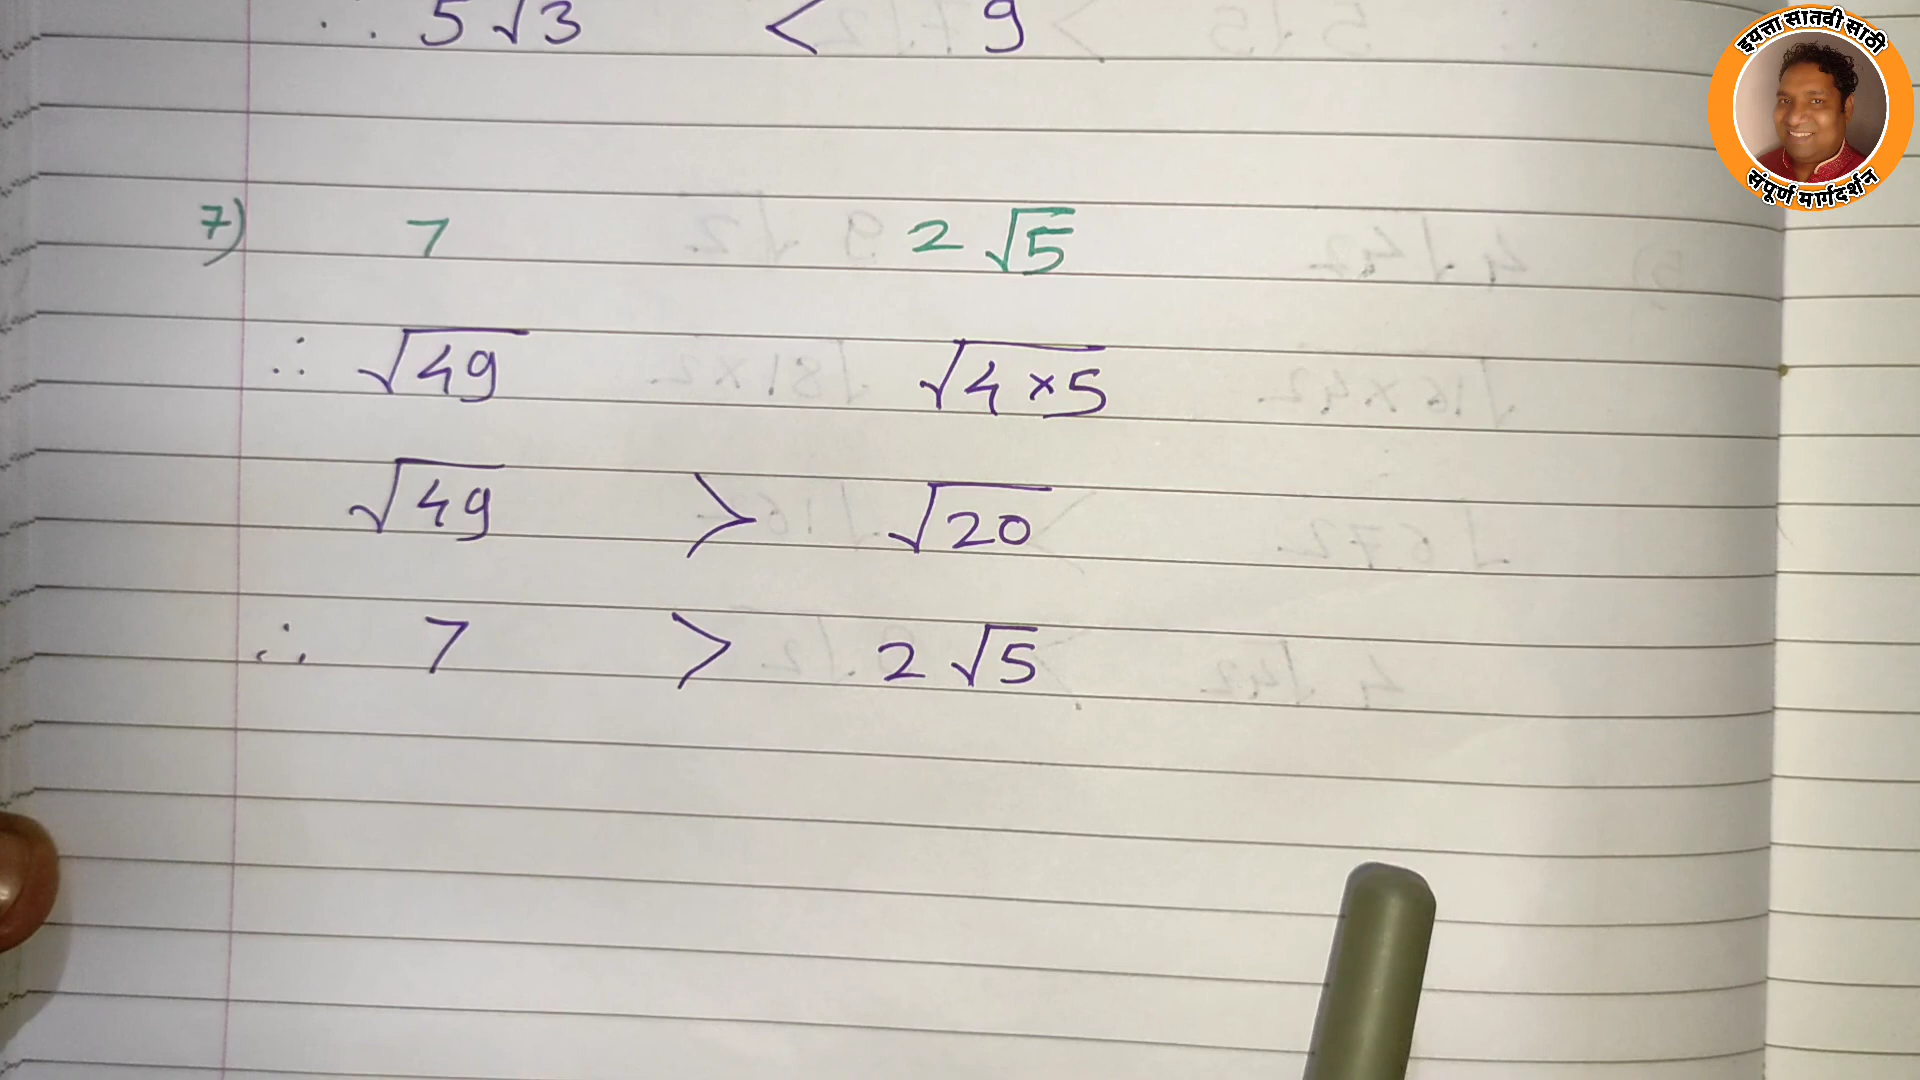 ∴ 5√3 < 9
इयत्ता सातवी साठी
संपूर्ण मार्गदर्शन
7) 7 2√5
∴ √49 √4×5
√49 > √20
∴ 7 > 2√5